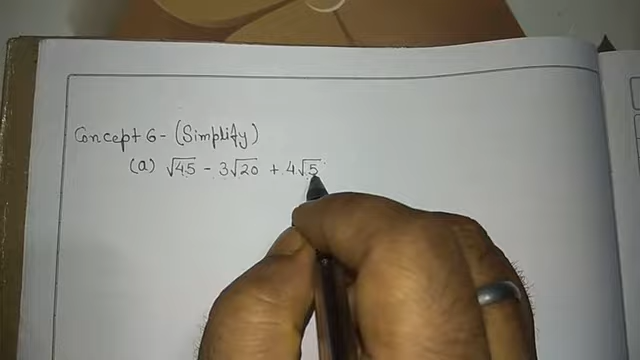 Concept 6- (Simplify)
(a) √45 - 3√20 + 4√5